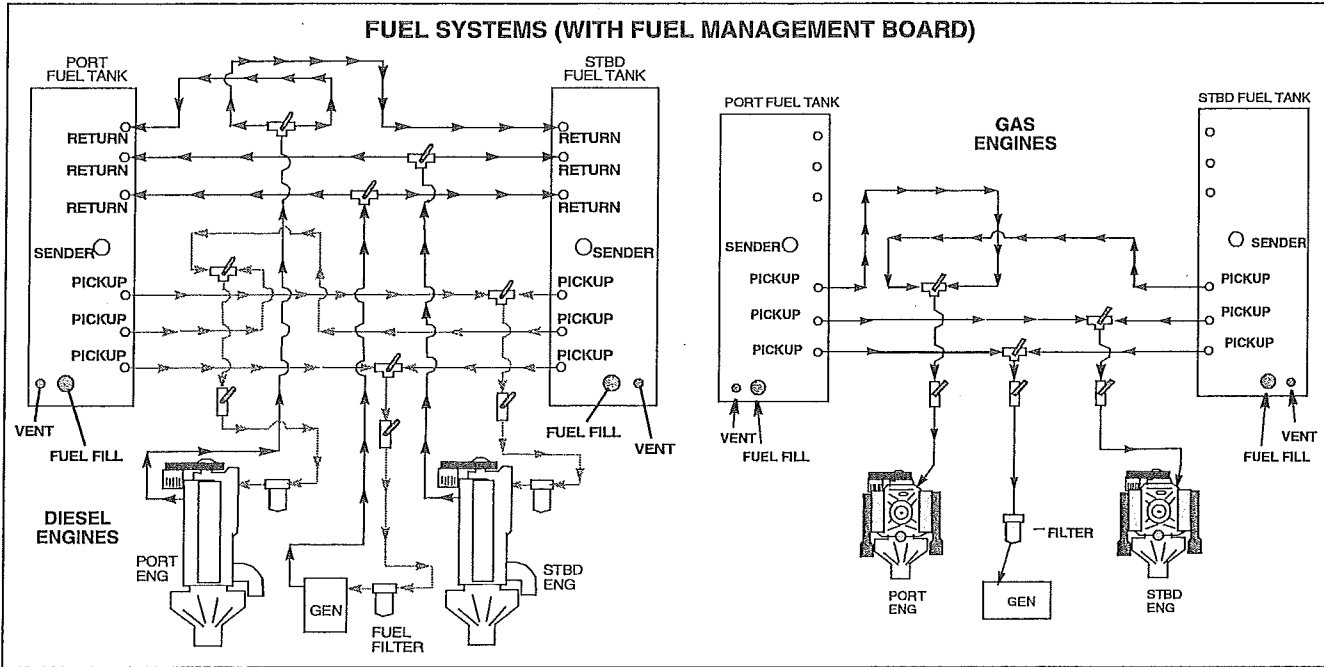 FUEL SYSTEMS (WITH FUEL MANAGEMENT BOARD)
PORT
FUEL TANK
STBD
FUEL TANK
RETURN
RETURN
RETURN
RETURN
RETURN
RETURN
SENDER
SENDER
PICKUP
PICKUP
PICKUP
PICKUP
PICKUP
PICKUP
VENT
FUEL FILL
FUEL FILL
VENT
DIESEL
ENGINES
PORT
ENG
GEN
FUEL
FILTER
STBD
ENG
PORT FUEL TANK
STBD FUEL TANK
GAS
ENGINES
SENDER
SENDER
PICKUP
PICKUP
PICKUP
PICKUP
PICKUP
PICKUP
VENT
FUEL FILL
VENT
FUEL FILL
FILTER
PORT
ENG
GEN
STBD
ENG